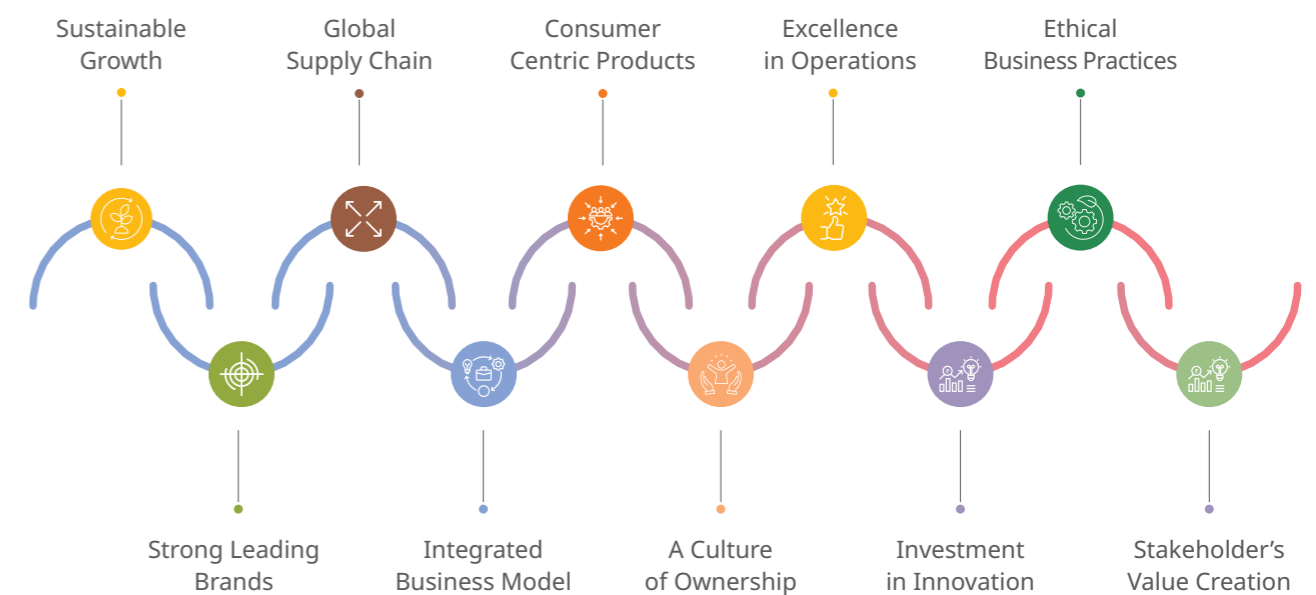 Sustainable
Growth
Global
Supply Chain
Consumer
Centric Products
Excellence
in Operations
Ethical
Business Practices
Strong Leading
Brands
Integrated
Business Model
A Culture
of Ownership
Investment
in Innovation
Stakeholder’s
Value Creation